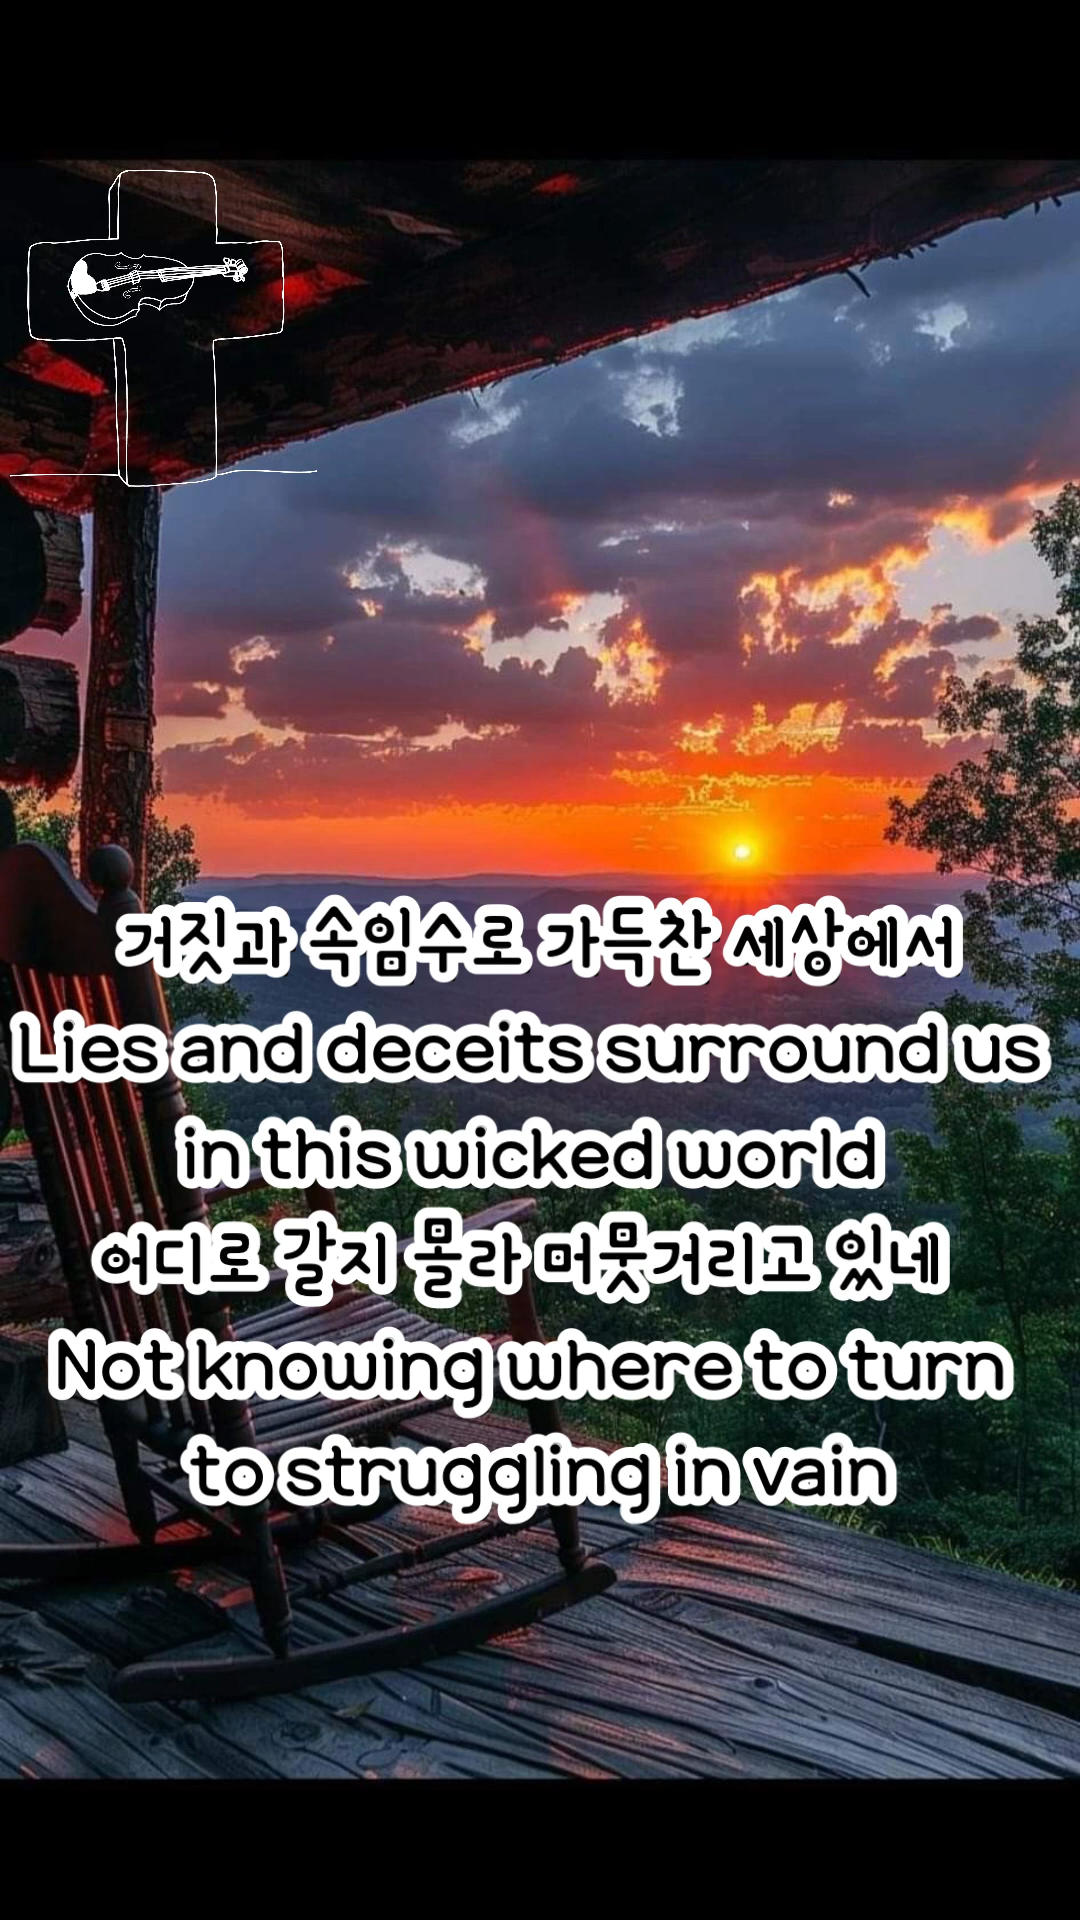 거짓과 속임수로 가득찬 세상에서
Lies and deceits surround us
in this wicked world
어디로 갈지 몰라 머뭇거리고 있네
Not knowing where to turn
to struggling in vain